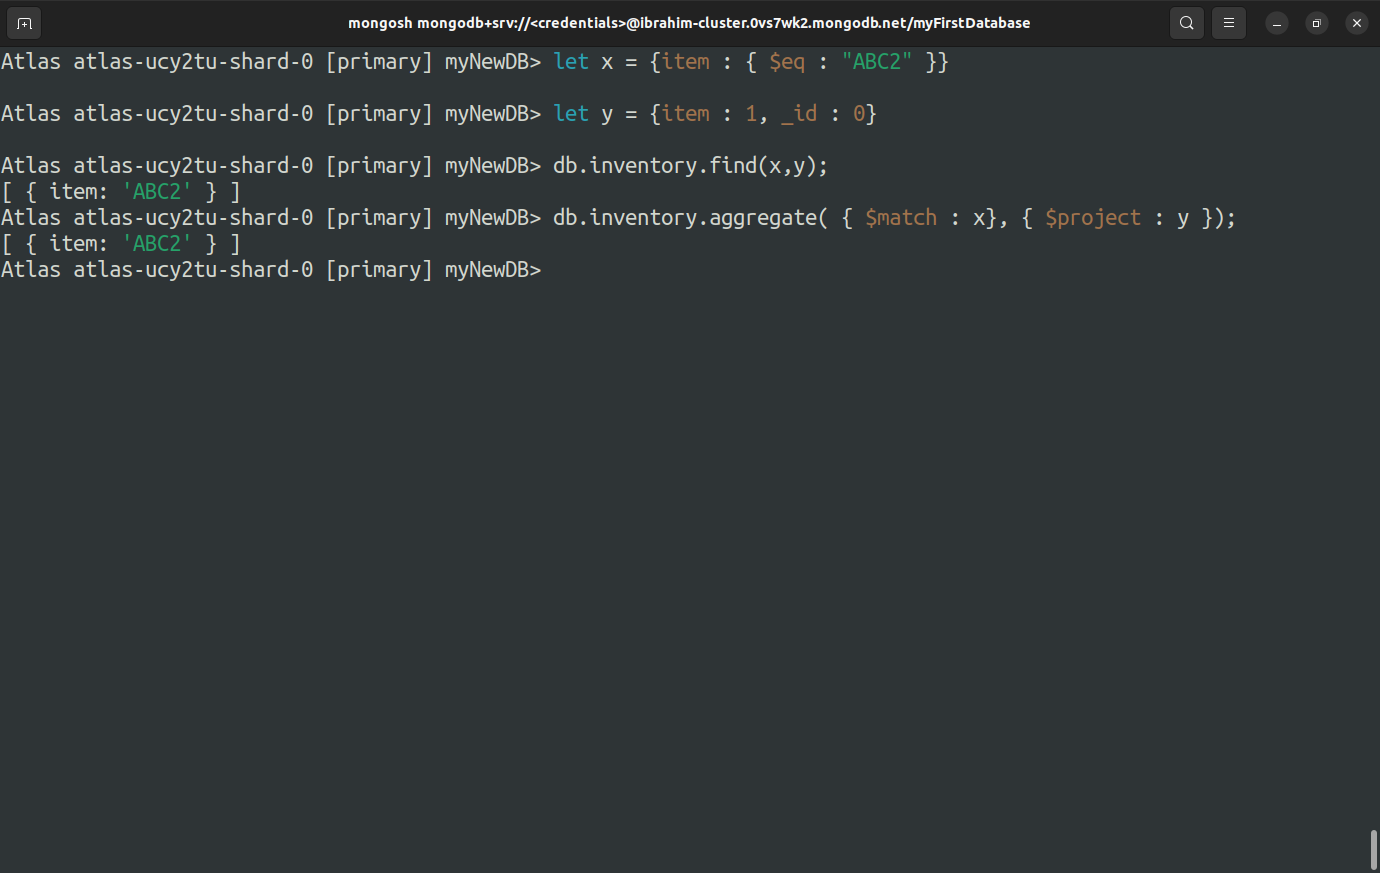 mongosh mongodb+srv://<credentials>@ibrahim-cluster.0vs7wk2.mongodb.net/myFirstDatabase
Atlas atlas-ucy2tu-shard-0 [primary] myNewDB> let x = {item : { $eq : "ABC2" }}
Atlas atlas-ucy2tu-shard-0 [primary] myNewDB> let y = {item : 1, _id : 0}
Atlas atlas-ucy2tu-shard-0 [primary] myNewDB> db.inventory.find(x,y);
[ { item: 'ABC2' } ]
Atlas atlas-ucy2tu-shard-0 [primary] myNewDB> db.inventory.aggregate( { $match : x}, { $project : y });
[ { item: 'ABC2' } ]
Atlas atlas-ucy2tu-shard-0 [primary] myNewDB>